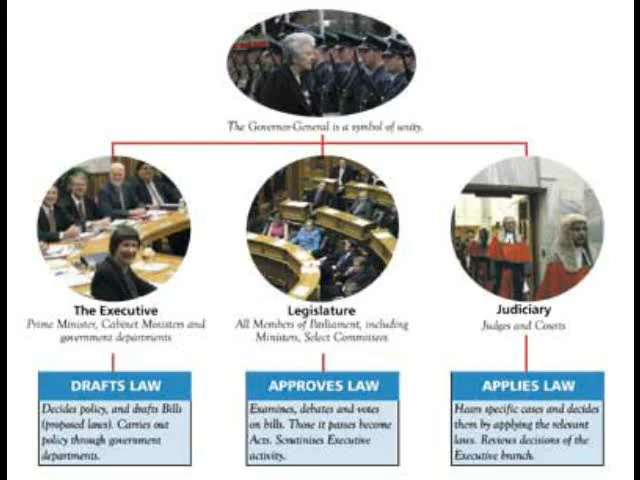 The Governor-General is a symbol of unity.
The Executive
Prime Minister, Cabinet Ministers and
government departments
Legislature
All Members of Parliament, including
Ministers, Select Committees
Judiciary
Judges and Courts
DRAFTS LAW
Decides policy, and drafts Bills
(proposed laws). Carries out
policy through government
departments.
APPROVES LAW
Examines, debates and votes
on bills. Those it passes become
Acts. Scrutinises Executive
activity.
APPLIES LAW
Hears specific cases and decides
them by applying the relevant
laws. Reviews decisions of the
Executive branch.